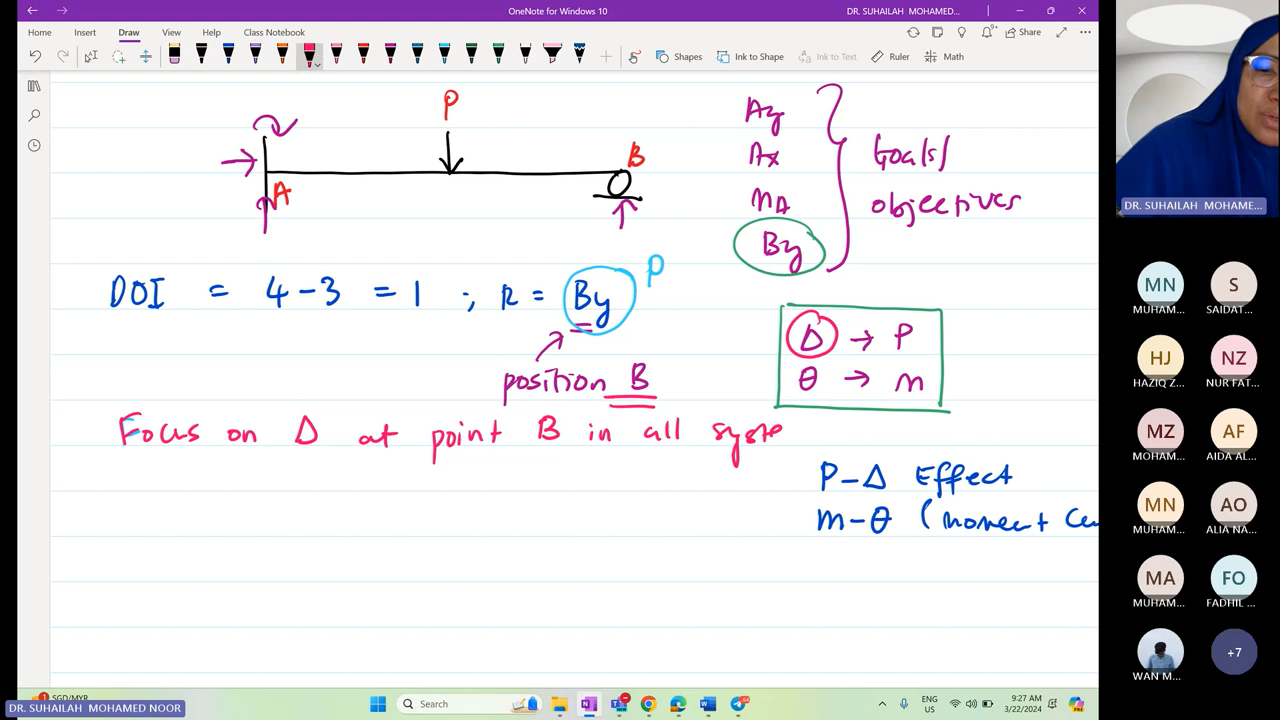 OneNote for Windows 10
DR. SUHAILAH MOHAMED...
Home Insert Draw View Help Class Notebook
Share
Shapes Ink to Shape Ink to Text Ruler Math
P
B
A
Ay
Ax
MA
By
Goals/
objectives
DOI = 4-3 = 1 ; R = By
P
position B
Δ → P
θ → M
Focus on Δ at point B in all syste
P-Δ Effect
M-θ (Moment
DR. SUHAILAH MOHAME...
MN MUHAM...
S SAIDAT...
HJ HAZIQ Z...
NZ NUR FAT...
MZ MOHAM...
AF AIDA AL...
MN MUHAM...
AO ALIA NA...
MA MUHAM...
FO FADHIL ...
WAN M...
+7
DR. SUHAILAH MOHAMED NOOR
SGD/MYR
Search
ENG
US
9:27 AM
3/22/2024